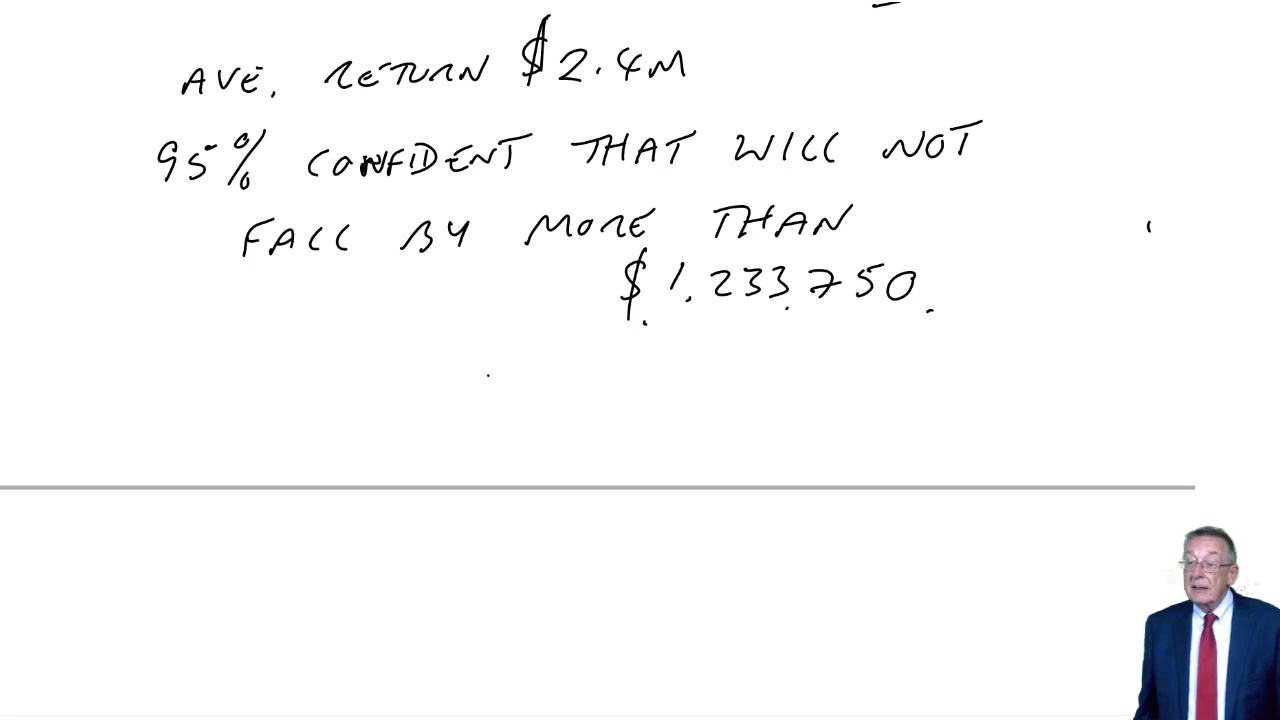 AVE. RETURN $2.4M
95% CONFIDENT THAT WILL NOT
FALL BY MORE THAN
$1.233.750.